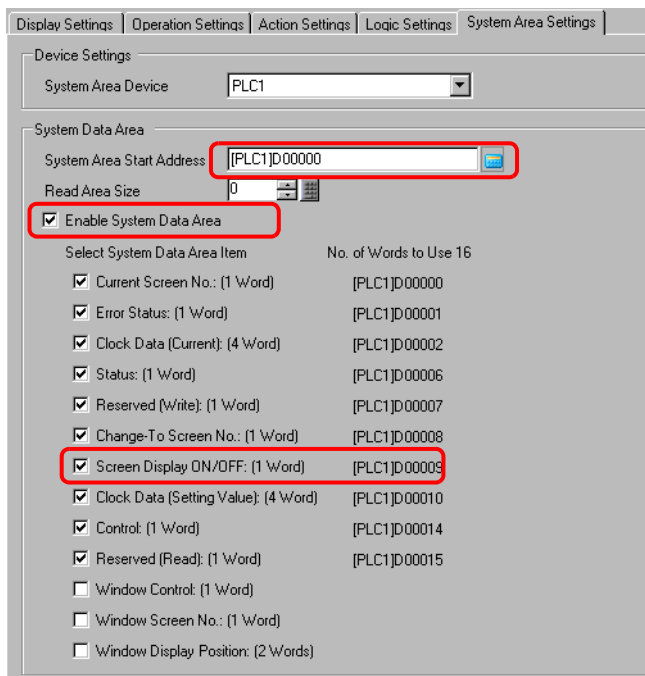 Display Settings Operation Settings Action Settings Logic Settings System Area Settings
Device Settings
System Area Device PLC1
System Data Area
System Area Start Address [PLC1]D00000
Read Area Size 0
Enable System Data Area
Select System Data Area Item No. of Words to Use 16
Current Screen No.: (1 Word) [PLC1]D00000
Error Status: (1 Word) [PLC1]D00001
Clock Data (Current): (4 Word) [PLC1]D00002
Status: (1 Word) [PLC1]D00006
Reserved (Write): (1 Word) [PLC1]D00007
Change-To Screen No.: (1 Word) [PLC1]D00008
Screen Display ON/OFF: (1 Word) [PLC1]D00009
Clock Data (Setting Value): (4 Word) [PLC1]D00010
Control: (1 Word) [PLC1]D00014
Reserved (Read): (1 Word) [PLC1]D00015
Window Control: (1 Word)
Window Screen No.: (1 Word)
Window Display Position: (2 Words)